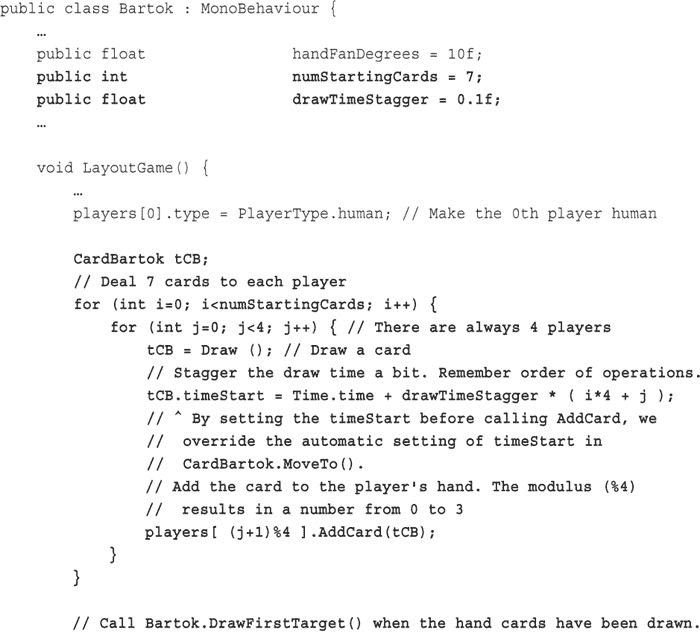 public class Bartok : MonoBehaviour {
    …
    public float                handFanDegrees = 10f;
    public int                  numStartingCards = 7;
    public float                drawTimeStagger = 0.1f;
    …
    void LayoutGame() {
        …
        players[0].type = PlayerType.human; // Make the 0th player human
        CardBartok tCB;
        // Deal 7 cards to each player
        for (int i=0; i<numStartingCards; i++) {
            for (int j=0; j<4; j++) { // There are always 4 players
                tCB = Draw (); // Draw a card
                // Stagger the draw time a bit. Remember order of operations.
                tCB.timeStart = Time.time + drawTimeStagger * ( i*4 + j );
                // ^ By setting the timeStart before calling AddCard, we
                //  override the automatic setting of timeStart in
                //  CardBartok.MoveTo().
                // Add the card to the player's hand. The modulus (%4)
                //  results in a number from 0 to 3
                players[ (j+1)%4 ].AddCard(tCB);
            }
        }
        // Call Bartok.DrawFirstTarget() when the hand cards have been drawn.